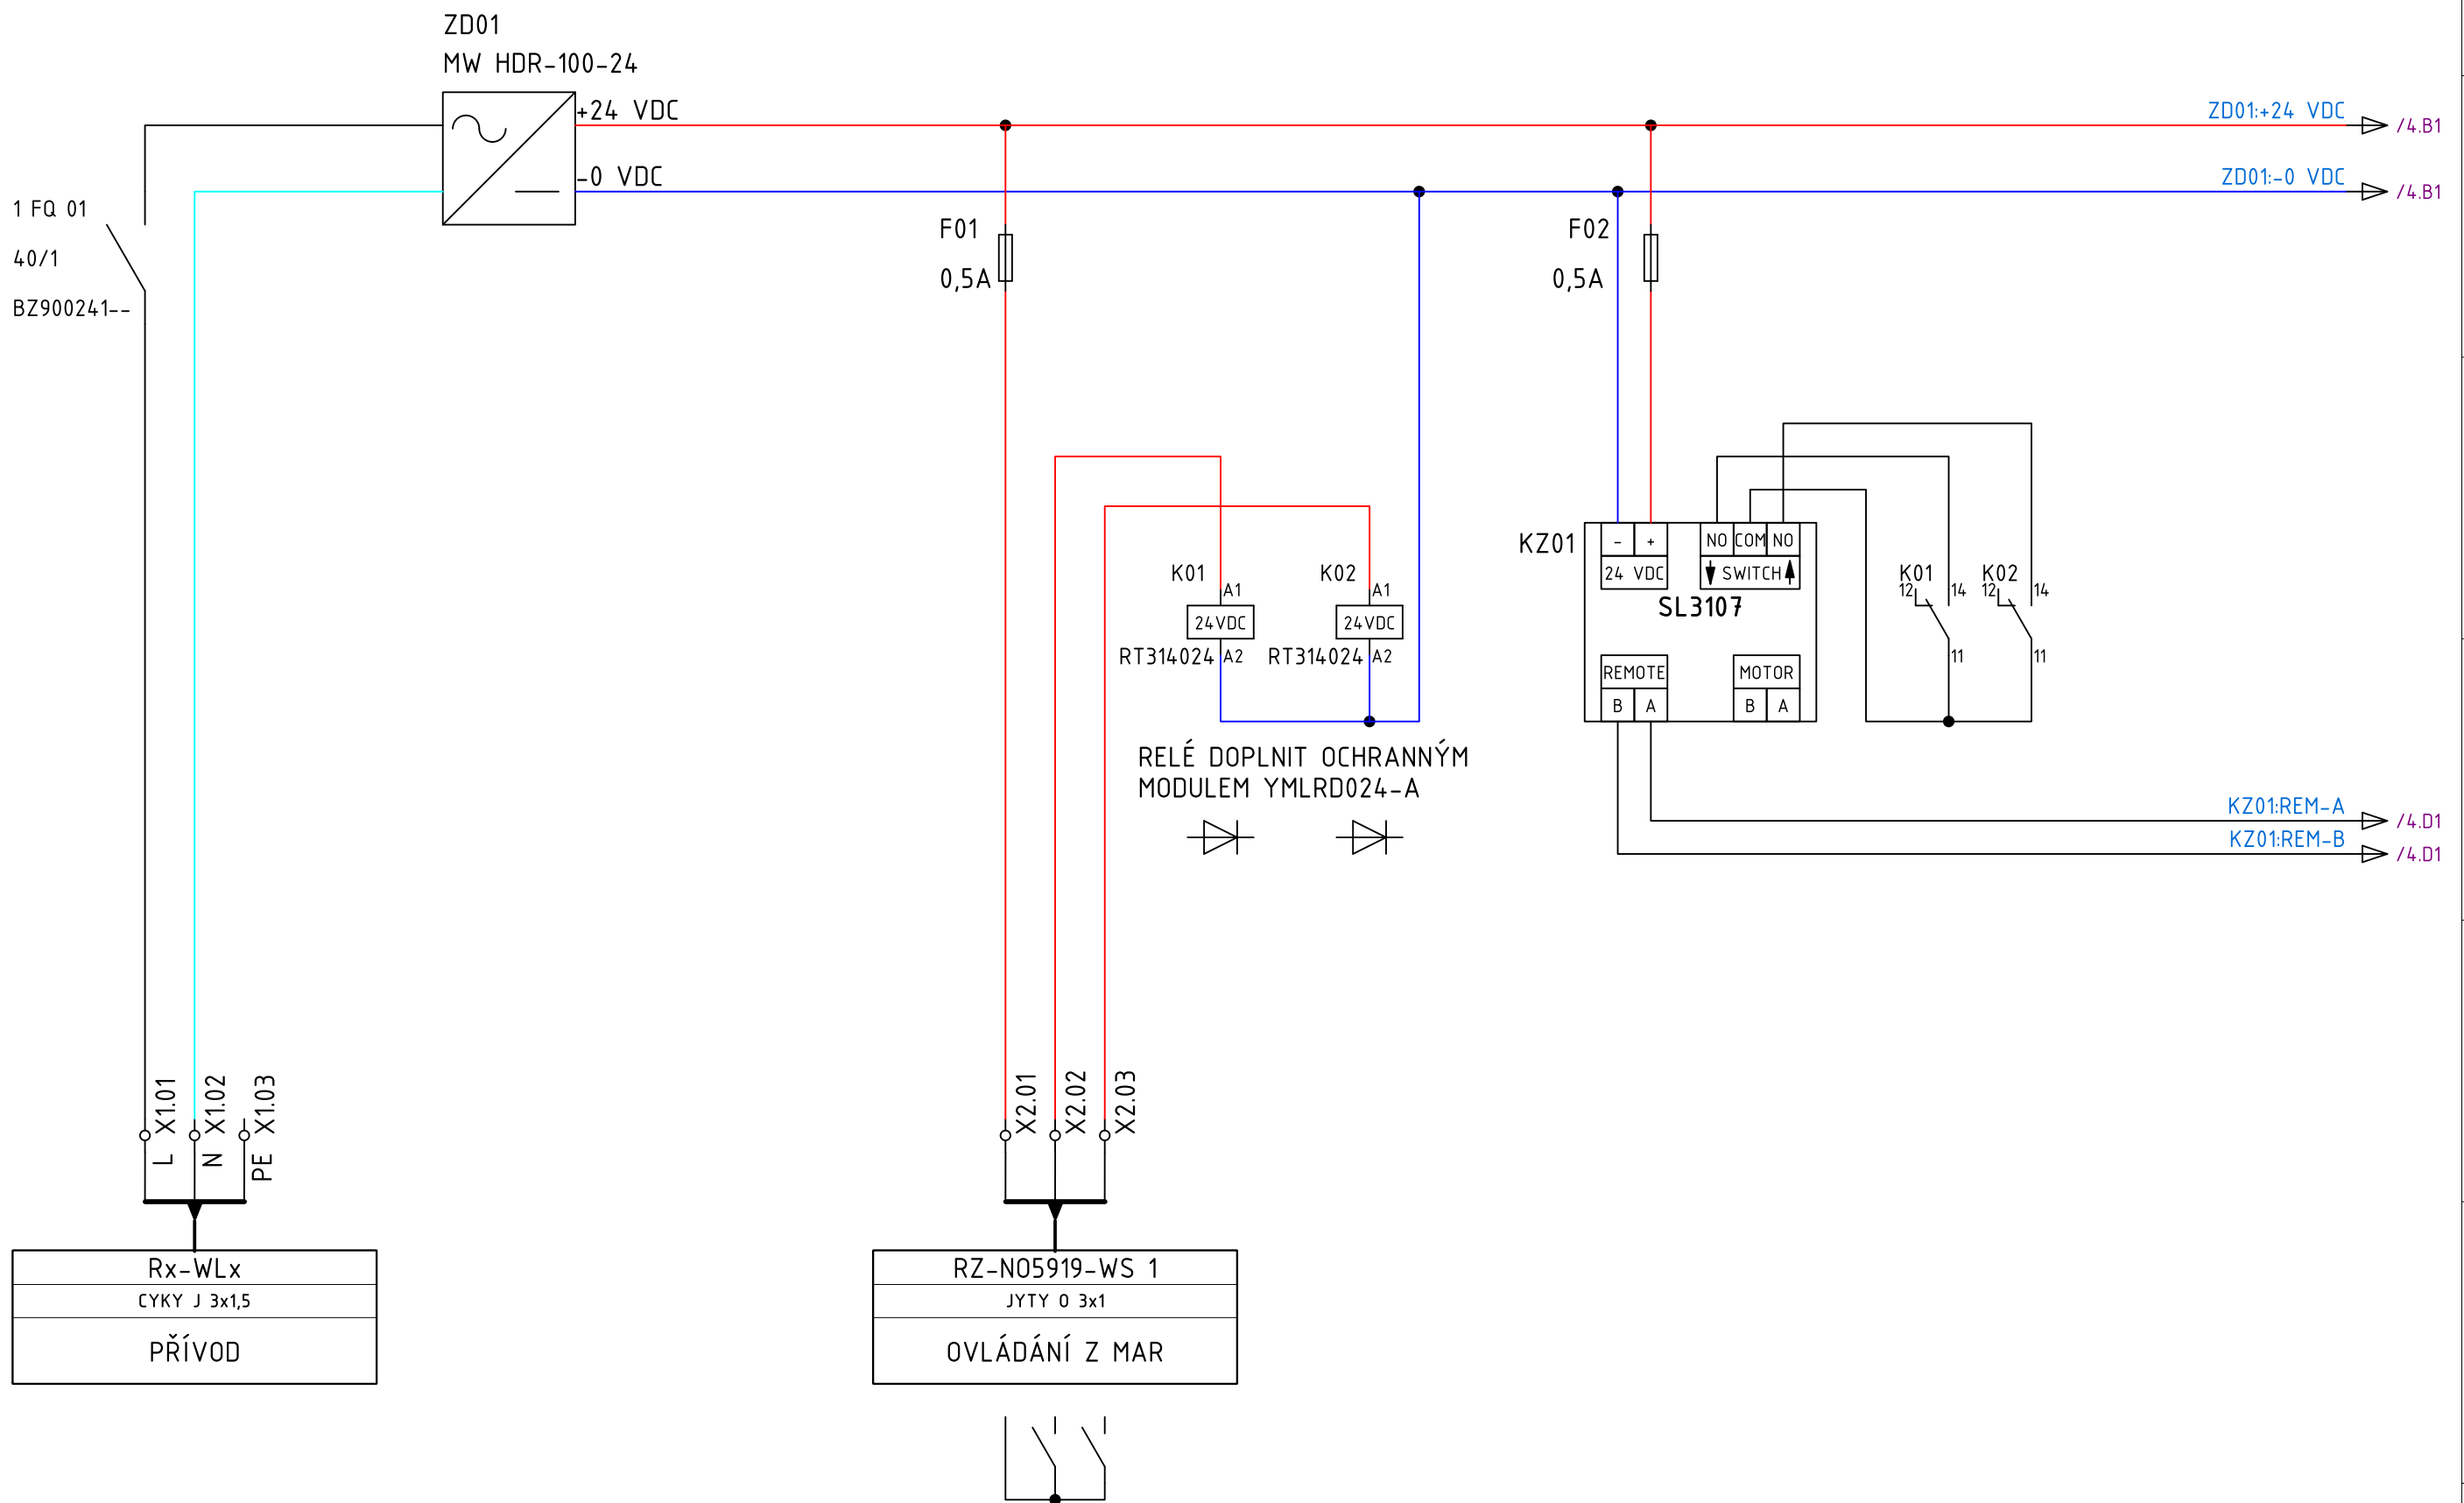 ZD01
MW HDR-100-24
+24 VDC
-0 VDC
ZD01:+24 VDC
/4.B1
ZD01:-0 VDC
/4.B1
1 FQ 01
40/1
BZ900241--
F01
0,5A
F02
0,5A
K01
A1
24VDC
RT314024
A2
K02
A1
24VDC
RT314024
A2
RELÉ DOPLNIT OCHRANNÝM
MODULEM YMLRD024-A
KZ01
- + NO COM NO
24 VDC SWITCH
SL3107
REMOTE MOTOR
B A B A
K01
12 14
11
K02
12 14
11
KZ01:REM-A
/4.D1
KZ01:REM-B
/4.D1
X1.01
X1.02
X1.03
L
N
PE
X2.01
X2.02
X2.03
Rx-WLx
CYKY J 3x1,5
PŘÍVOD
RZ-NO5919-WS 1
JYTY O 3x1
OVLÁDÁNÍ Z MAR